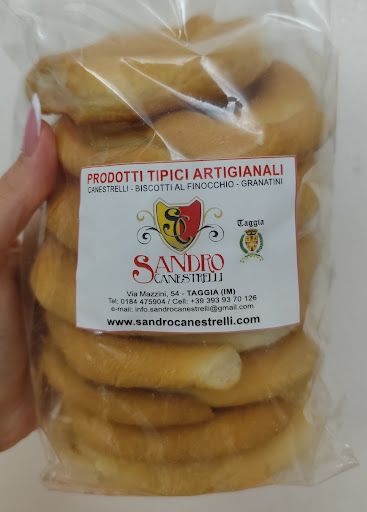 PRODOTTI TIPICI ARTIGIANALI
CANESTRELLI - BISCOTTI AL FINOCCHIO - GRANATINI
SC
Taggia
SANDRO
CANESTRELLI
Via Mazzini, 54 - TAGGIA (IM)
Tel: 0184 475904 / Cell: +39 393 93 70 126
e-mail: info.sandrocanestrelli@gmail.com
www.sandrocanestrelli.com